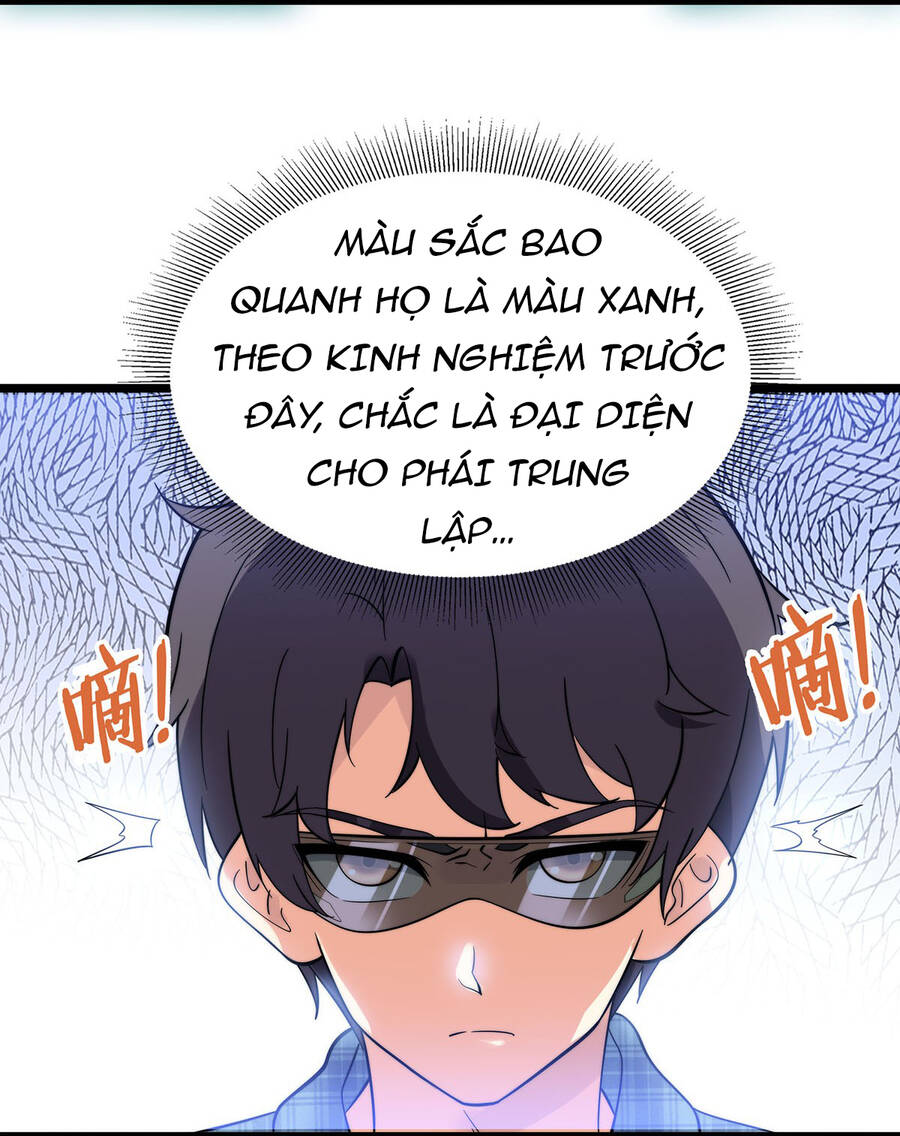 MÀU SẮC BAO
QUANH HỌ LÀ MÀU XANH,
THEO KINH NGHIỆM TRƯỚC
ĐÂY, CHẮC LÀ ĐẠI DIỆN
CHO PHÁI TRUNG
LẬP...
嘀!
嘀!